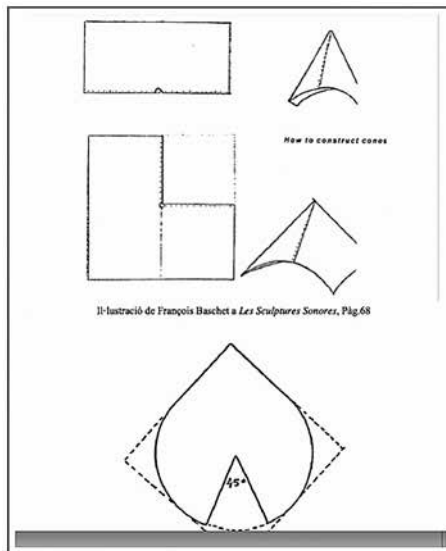 How to construct cones
Il·lustració de François Baschet a Les Sculptures Sonores, Pàg.68
45°